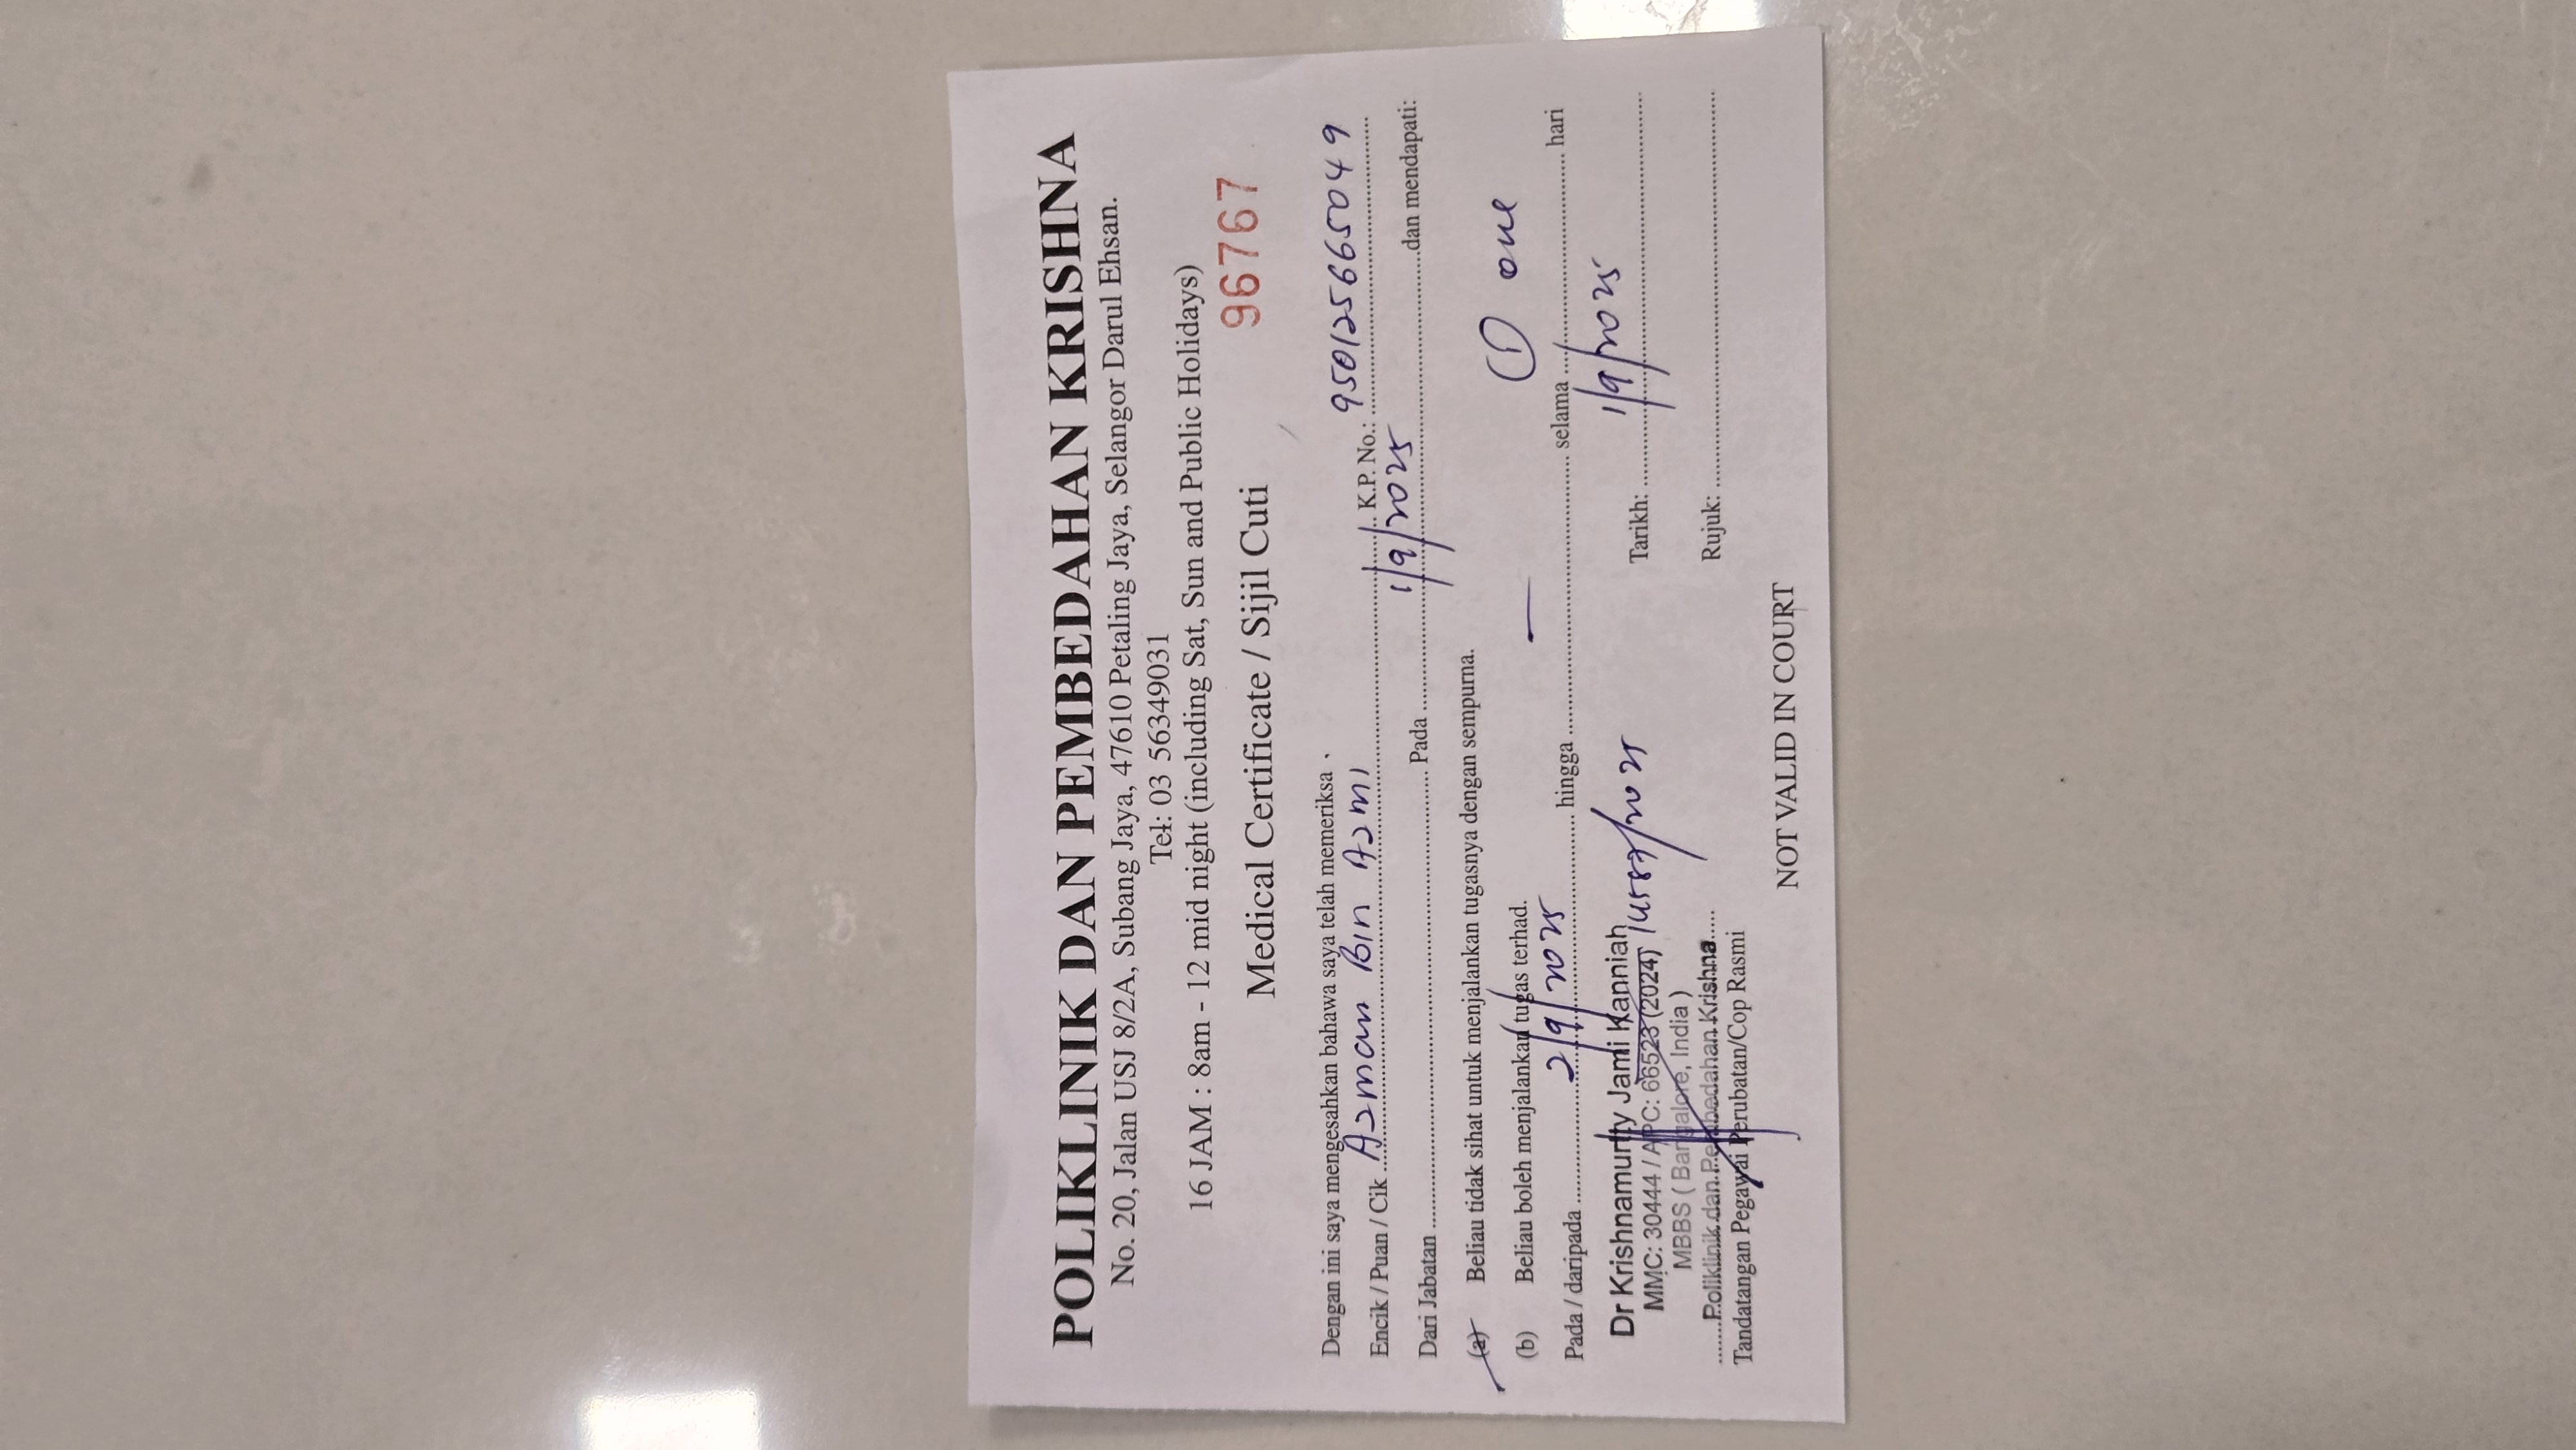 POLIKLINIK DAN PEMBEDAHAN KRISHNA
No. 20, Jalan USJ 8/2A, Subang Jaya, 47610 Petaling Jaya, Selangor Darul Ehsan.
Tel: 03 56349031
16 JAM : 8am - 12 mid night (including Sat, Sun and Public Holidays)
96767
Medical Certificate / Sijil Cuti
Dengan ini saya mengesahkan bahawa saya telah memeriksa
Encik / Puan / Cik Azman Bin Azmi K.P. No.: 950125665049
Dari Jabatan Pada 1/9/2025 dan mendapati:
(a) Beliau tidak sihat untuk menjalankan tugasnya dengan sempurna.
(b) Beliau boleh menjalankan tugas terhad.
Pada / daripada 2/9/2025 hingga — selama (1) one hari
Dr Krishnamurty Jamli Kanniah
MMC: 30444 / APC: 66523 (2024) /2025
Tarikh: 1/9/2025
MBBS ( Bangalore, India )
Poliklinik dan Pembedahan Krishna
Rujuk:
Tandatangan Pegawai Perubatan/Cop Rasmi
NOT VALID IN COURT